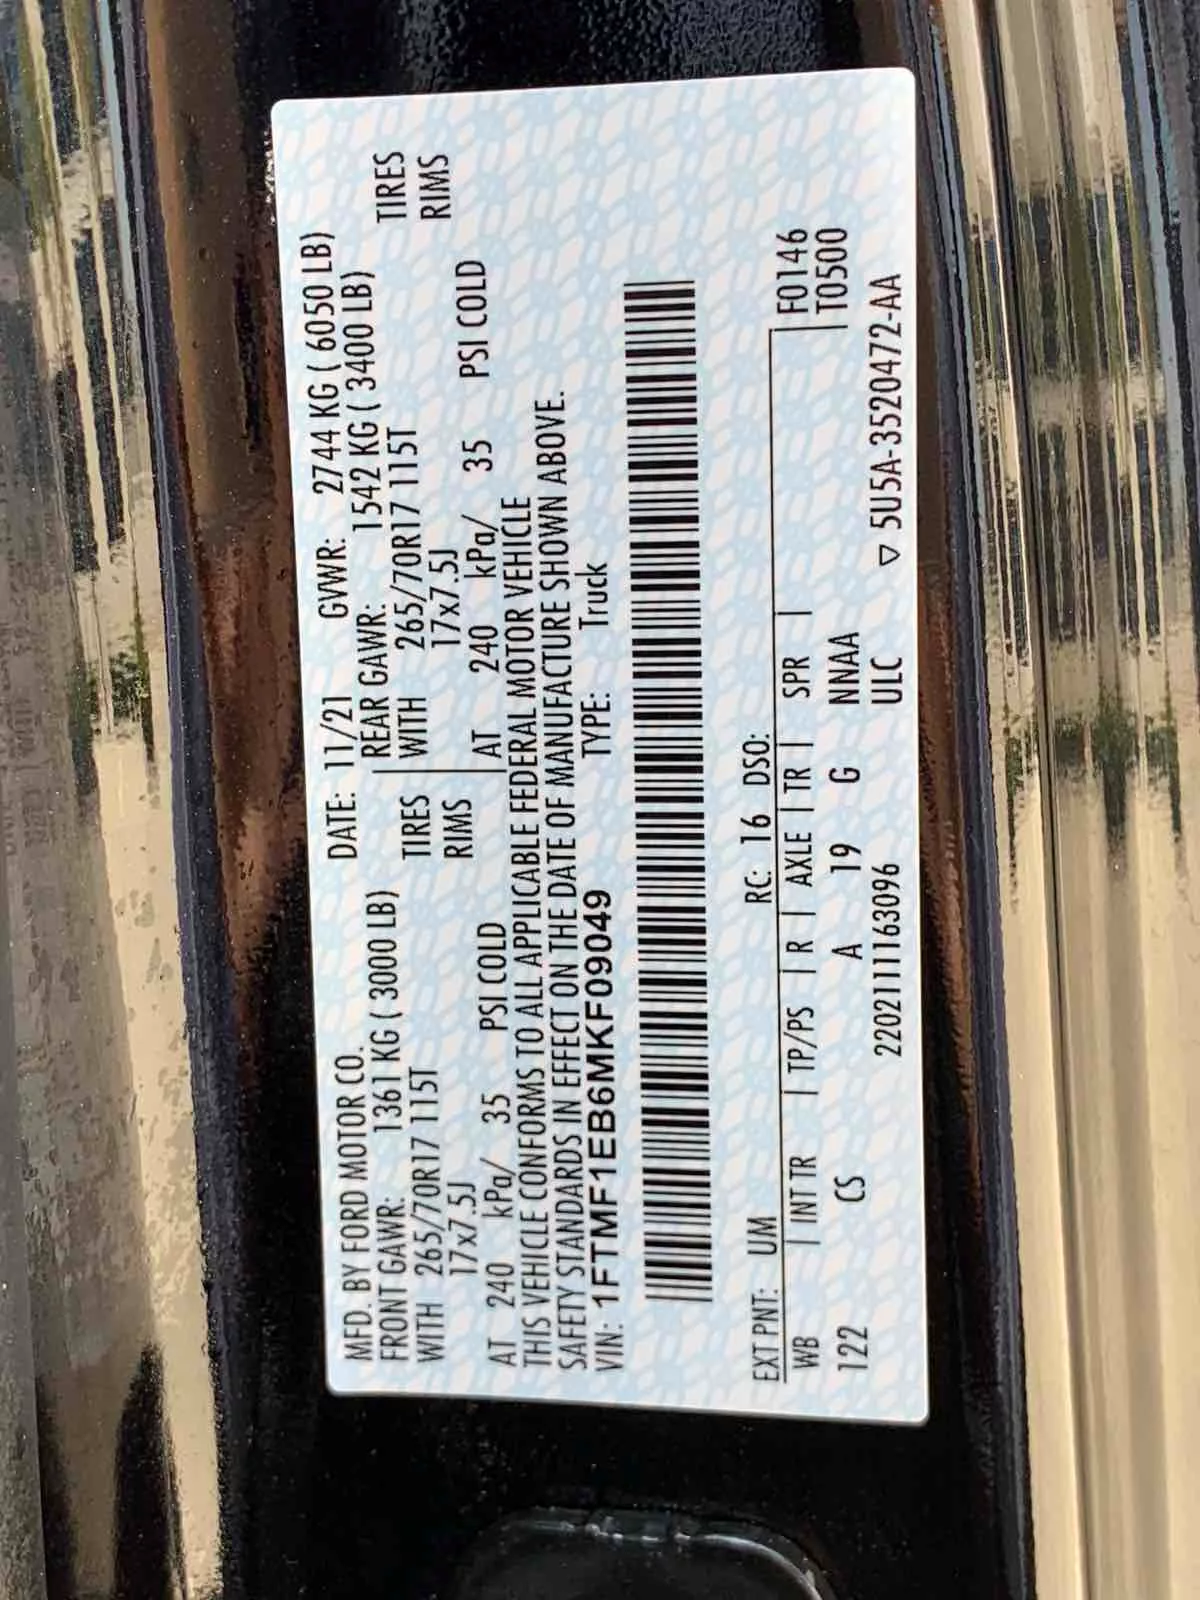 MFD. BY FORD MOTOR CO. DATE: 11/21 GVWR: 2744 KG ( 6050 LB)
FRONT GAWR: 1361 KG ( 3000 LB) REAR GAWR: 1542 KG ( 3400 LB)
WITH 265/70R17 115T TIRES WITH 265/70R17 115T TIRES
17x7.5J RIMS 17x7.5J RIMS
AT 240 kPa/ 35 PSI COLD AT 240 kPa/ 35 PSI COLD
THIS VEHICLE CONFORMS TO ALL APPLICABLE FEDERAL MOTOR VEHICLE
SAFETY STANDARDS IN EFFECT ON THE DATE OF MANUFACTURE SHOWN ABOVE.
VIN: 1FTMF1EB6MKF09049 TYPE: Truck
EXT PNT: UM RC: 16 DSO: F0146
WB | INT TR | TP/PS | R | AXLE | TR | SPR | T0500
122 CS A 19 G NNAA
22021111163096 ULC ▽ 5U5A-3520472-AA